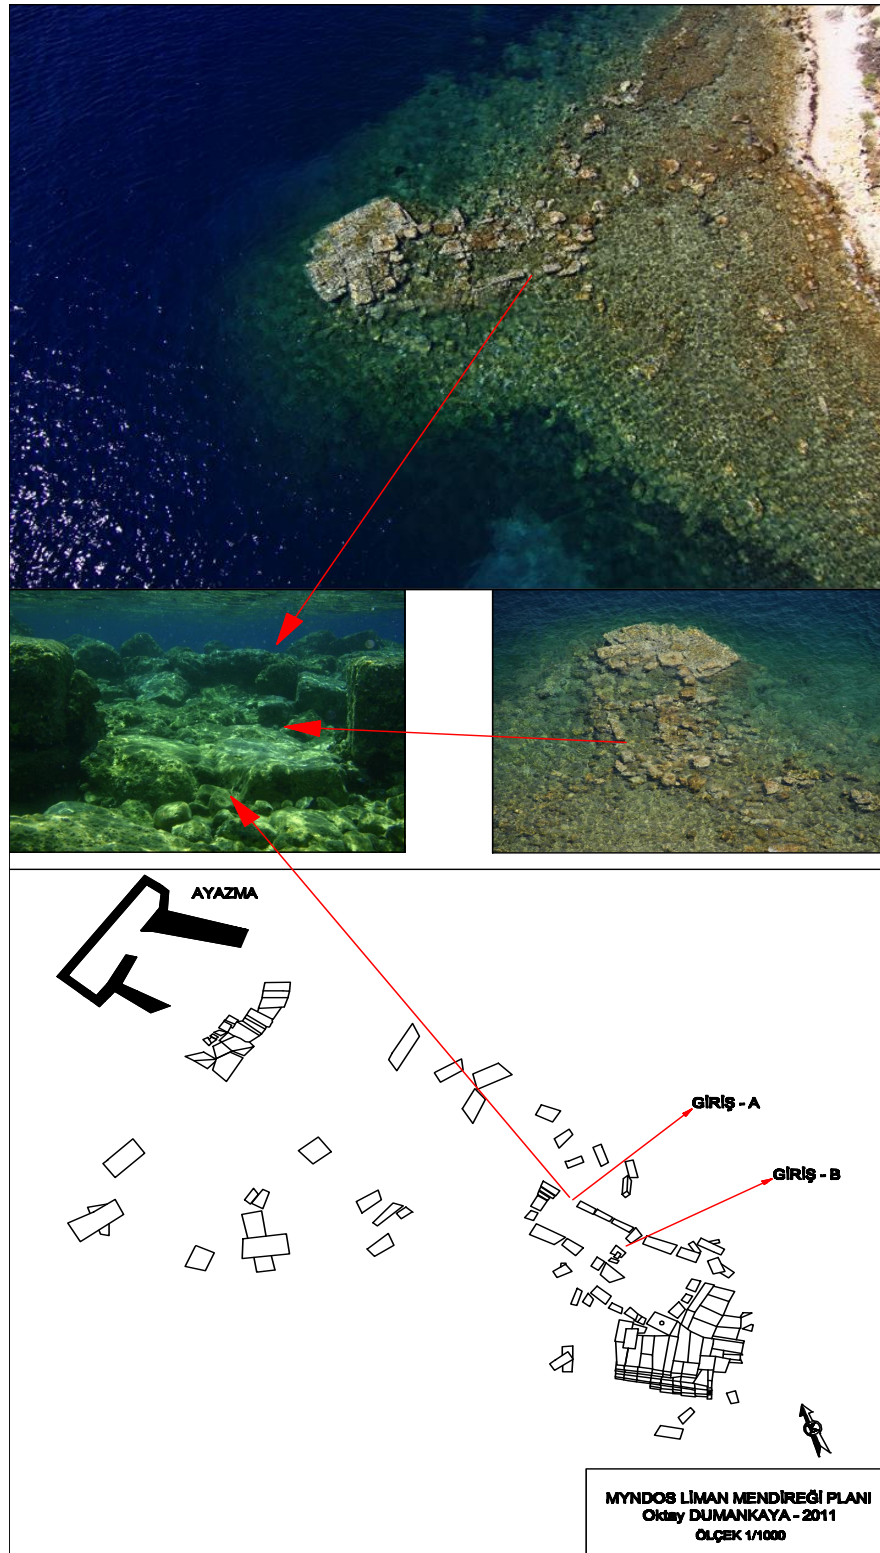 AYAZMA
GİRİŞ - A
GİRİŞ - B
K
MYNDOS LİMAN MENDİREĞİ PLANI
Oktay DUMANKAYA - 2011
ÖLÇEK 1/1000